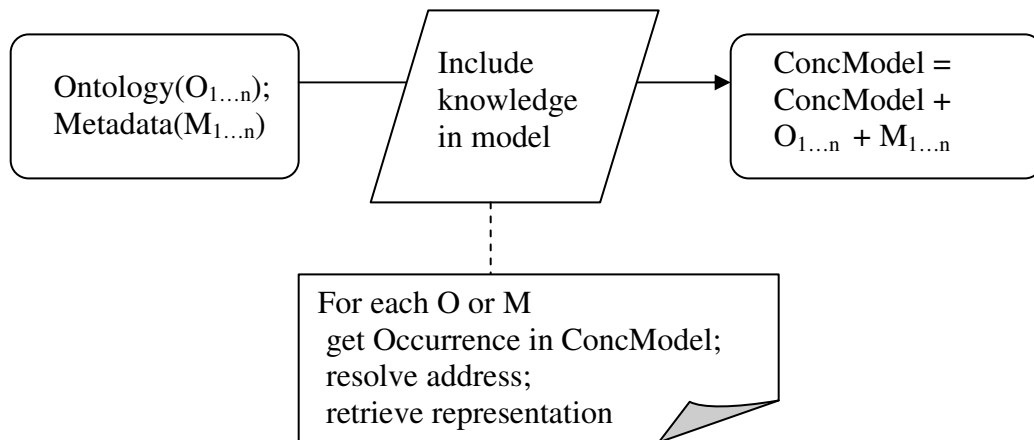 Ontology(O1…n);
Metadata(M1…n)
Include
knowledge
in model
ConcModel =
ConcModel +
O1…n + M1…n
For each O or M
get Occurrence in ConcModel;
resolve address;
retrieve representation